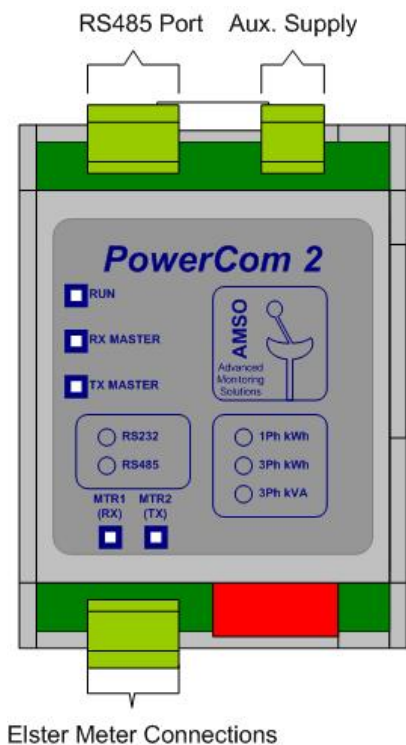 RS485 Port Aux. Supply
PowerCom 2
RUN
RX MASTER
TX MASTER
AMSO
Advanced
Monitoring
Solutions
RS232
RS485
1Ph kWh
3Ph kWh
3Ph kVA
MTR1 MTR2
(RX) (TX)
Elster Meter Connections